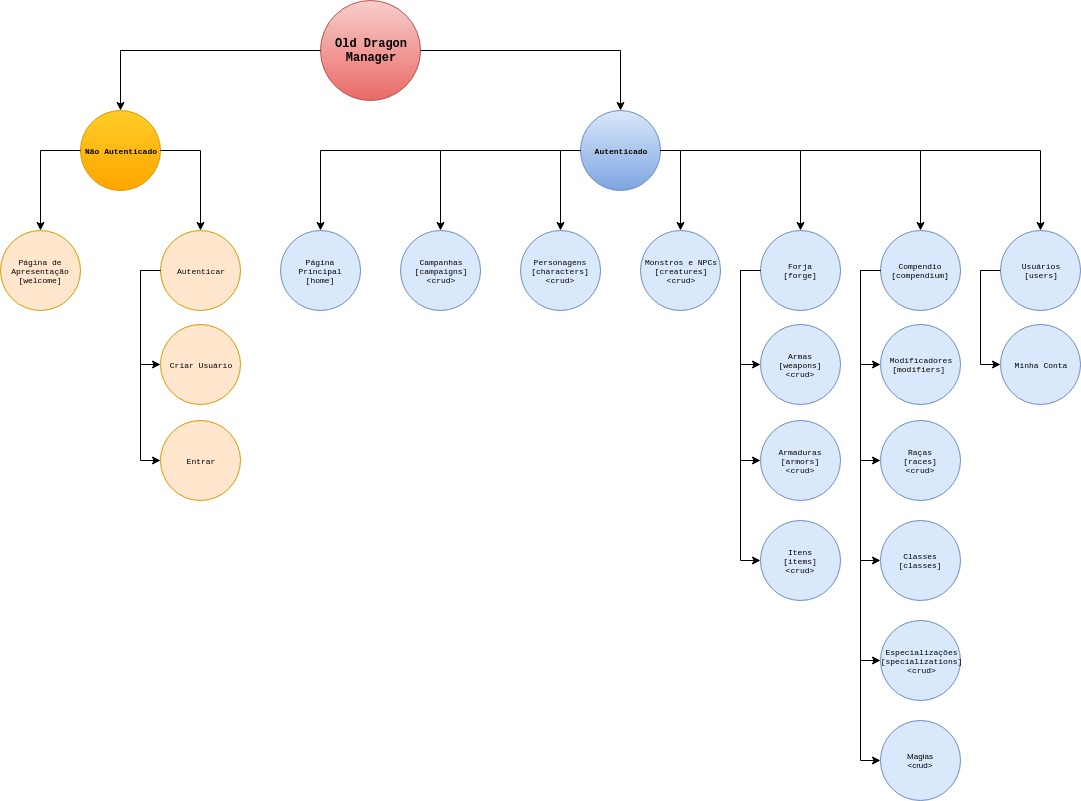 Old Dragon
Manager
Não Autenticado
Autenticado
Página de
Apresentação
[welcome]
Autenticar
Página
Principal
[home]
Campanhas
[campaigns]
<crud>
Personagens
[characters]
<crud>
Monstros e NPCs
[creatures]
<crud>
Forja
[forge]
Compendio
[compendium]
Usuários
[users]
Criar Usuário
Armas
[weapons]
<crud>
Modificadores
[modifiers]
Minha Conta
Entrar
Armaduras
[armors]
<crud>
Raças
[races]
<crud>
Itens
[items]
<crud>
Classes
[classes]
Especializações
[specializations]
<crud>
Magias
<crud>